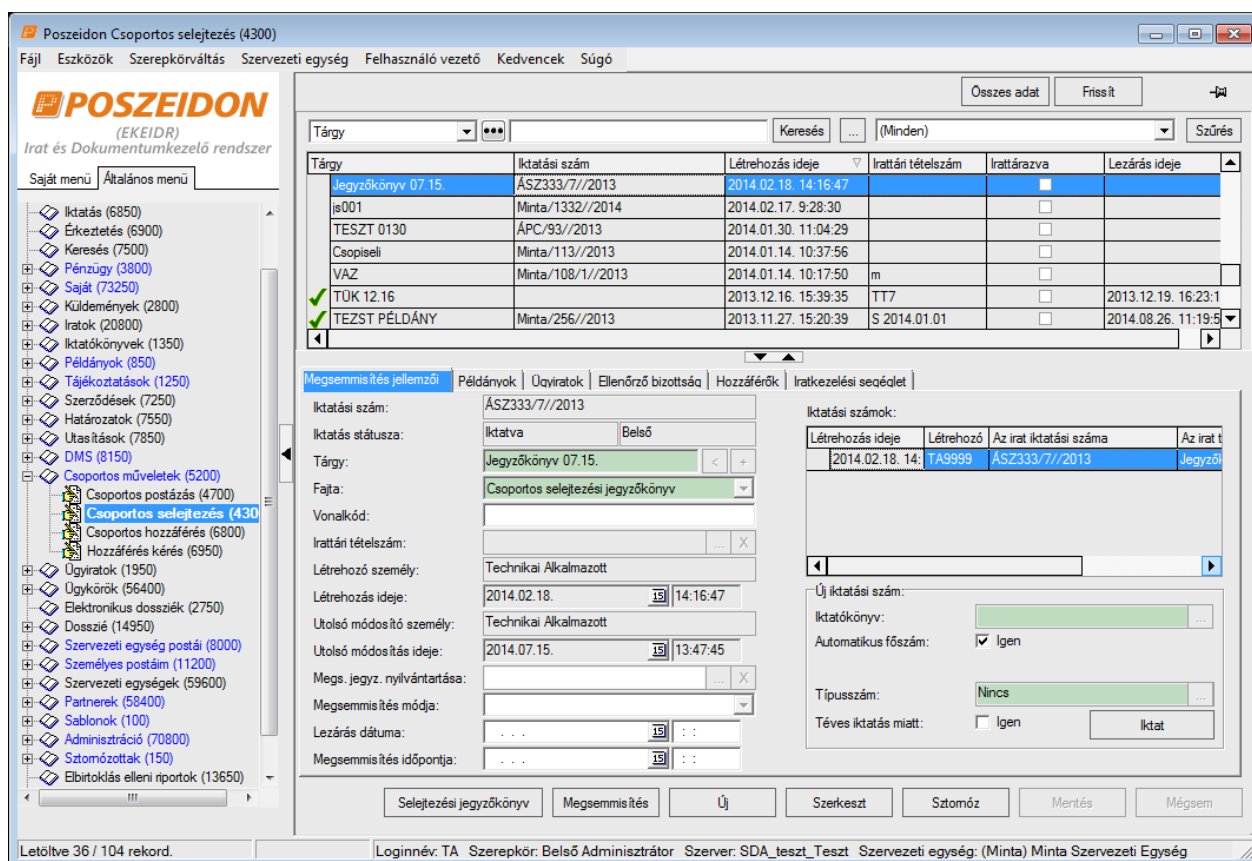 Poszeidon Csoportos selejtezés (4300)
Fájl Eszközök Szerepkörváltás Szervezeti egység Felhasználó vezető Kedvencek Súgó
POSZEIDON
(EKEIDR)
Irat és Dokumentumkezelő rendszer
Saját menü Általános menü
Iktatás (6850)
Érkeztetés (6900)
Keresés (7500)
Pénzügy (3800)
Saját (73250)
Küldemények (2800)
Iratok (20800)
Iktatókönyvek (1350)
Példányok (850)
Tájékoztatások (1250)
Szerződések (7250)
Határozatok (7550)
Utasítások (7850)
DMS (8150)
Csoportos műveletek (5200)
Csoportos postázás (4700)
Csoportos selejtezés (430
Csoportos hozzáférés (6800)
Hozzáférés kérés (6950)
Ügyiratok (1950)
Ügykörök (56400)
Elektronikus dossziék (2750)
Dosszié (14950)
Szervezeti egység postái (8000)
Személyes postáim (11200)
Szervezeti egységek (59600)
Partnerek (58400)
Sablonok (100)
Adminisztráció (70800)
Sztornózottak (150)
Elbirtoklás elleni riportok (13650)
Összes adat Frissít
Tárgy Keresés ... (Minden) Szűrés
Tárgy Iktatási szám Létrehozás ideje Irattári tételszám Irattárazva Lezárás ideje
Jegyzőkönyv 07.15. ÁSZ333/7//2013 2014.02.18. 14:16:47
js001 Minta/1332//2014 2014.02.17. 9:28:30
TESZT 0130 ÁPC/93//2013 2014.01.30. 11:04:29
Csopiseli Minta/113//2013 2014.01.14. 10:37:56
VAZ Minta/108/1//2013 2014.01.14. 10:17:50 m
TÜK 12.16 2013.12.16. 15:39:35 TT7 2013.12.19. 16:23:1
TEZST PÉLDÁNY Minta/256//2013 2013.11.27. 15:20:39 S 2014.01.01 2014.08.26. 11:19:5
Megsemmisítés jellemzői Példányok Ügyiratok Ellenőrző bizottság Hozzáférők Iratkezelési segéglet
Iktatási szám: ÁSZ333/7//2013
Iktatás státusza: Iktatva Belső
Tárgy: Jegyzőkönyv 07.15. < +
Fajta: Csoportos selejtezési jegyzőkönyv
Vonalkód:
Irattári tételszám: ... X
Létrehozó személy: Technikai Alkalmazott
Létrehozás ideje: 2014.02.18. 15 14:16:47
Utolsó módosító személy: Technikai Alkalmazott
Utolsó módosítás ideje: 2014.07.15. 15 13:47:45
Megs. jegyz. nyilvántartása: ... X
Megsemmisítés módja:
Lezárás dátuma: . . . 15 : :
Megsemmisítés időpontja: . . . 15 : :
Iktatási számok:
Létrehozás ideje Létrehozó Az irat iktatási száma Az irat t
2014.02.18. 14: TA9999 ÁSZ333/7//2013 Jegyzők
Új iktatási szám:
Iktatókönyv: ...
Automatikus főszám: Igen
Típusszám: Nincs ...
Téves iktatás miatt: Igen Iktat
Selejtezési jegyzőkönyv Megsemmisítés Új Szerkeszt Sztornóz Mentés Mégsem
Letöltve 36 / 104 rekord. Loginnév: TA Szerepkör: Belső Adminisztrátor Szerver: SDA_teszt_Teszt Szervezeti egység: (Minta) Minta Szervezeti Egység